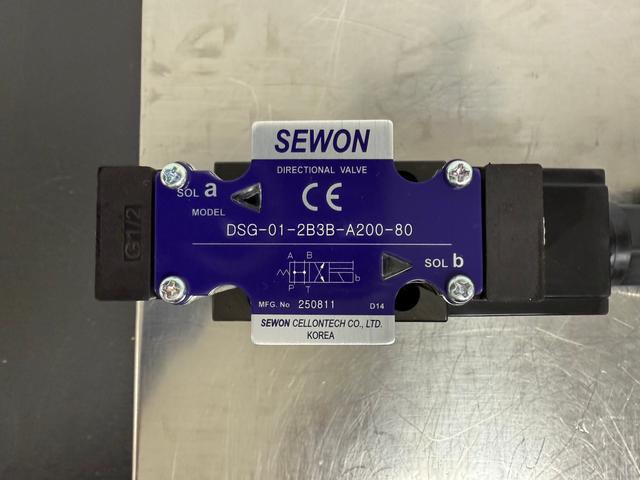 SEWON
DIRECTIONAL VALVE
SOL a
CE
MODEL
DSG-01-2B3B-A200-80
G1/2
A B
b
P T
SOL b
MFG. No 250811 D14
SEWON CELLONTECH CO., LTD.
KOREA